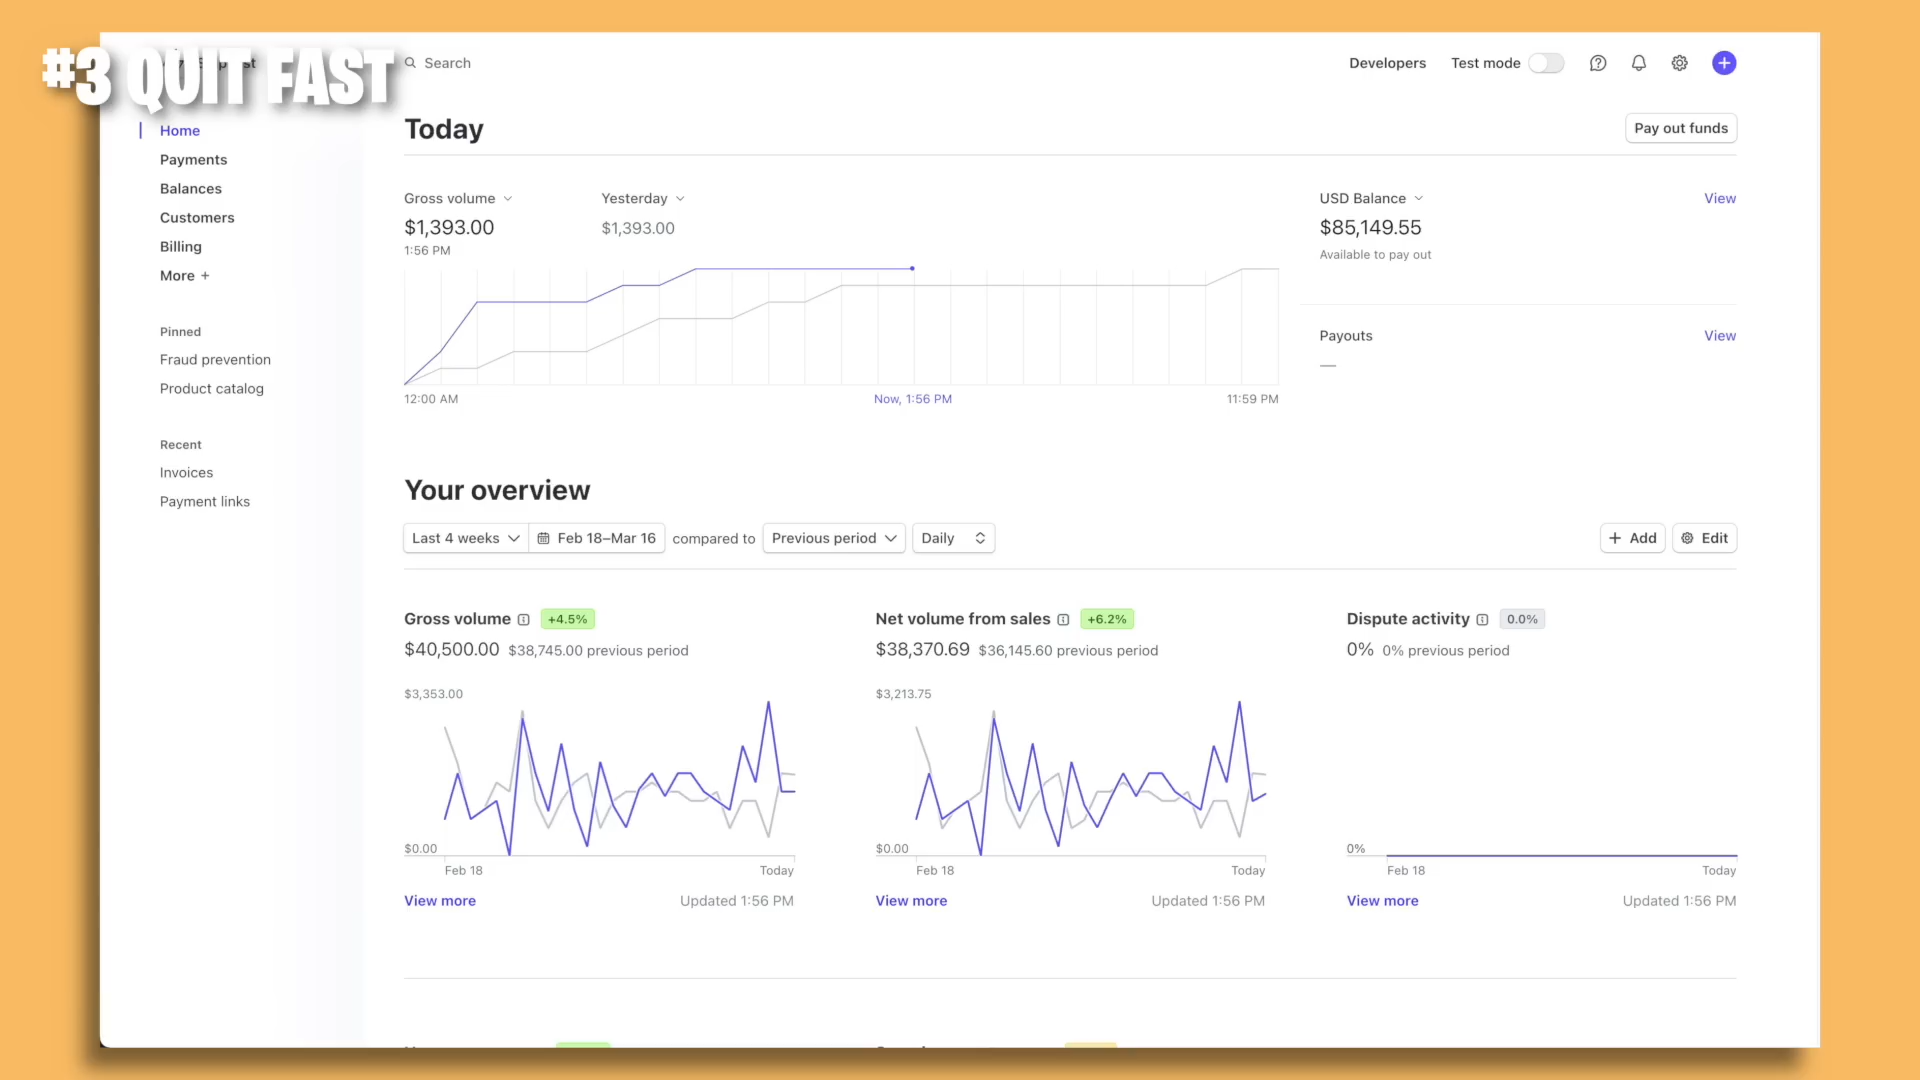 #3 QUIT FAST
Search
Developers
Test mode
Home
Payments
Balances
Customers
Billing
More +
Pinned
Fraud prevention
Product catalog
Recent
Invoices
Payment links
Today
Pay out funds
Gross volume
$1,393.00
1:56 PM
Yesterday
$1,393.00
12:00 AM
Now, 1:56 PM
11:59 PM
USD Balance
View
$85,149.55
Available to pay out
Payouts
View
—
Your overview
Last 4 weeks
Feb 18–Mar 16
compared to
Previous period
Daily
+ Add
Edit
Gross volume
+4.5%
$40,500.00
$38,745.00 previous period
$3,353.00
$0.00
Feb 18
Today
View more
Updated 1:56 PM
Net volume from sales
+6.2%
$38,370.69
$36,145.60 previous period
$3,213.75
$0.00
Feb 18
Today
View more
Updated 1:56 PM
Dispute activity
0.0%
0%
0% previous period
0%
Feb 18
Today
View more
Updated 1:56 PM